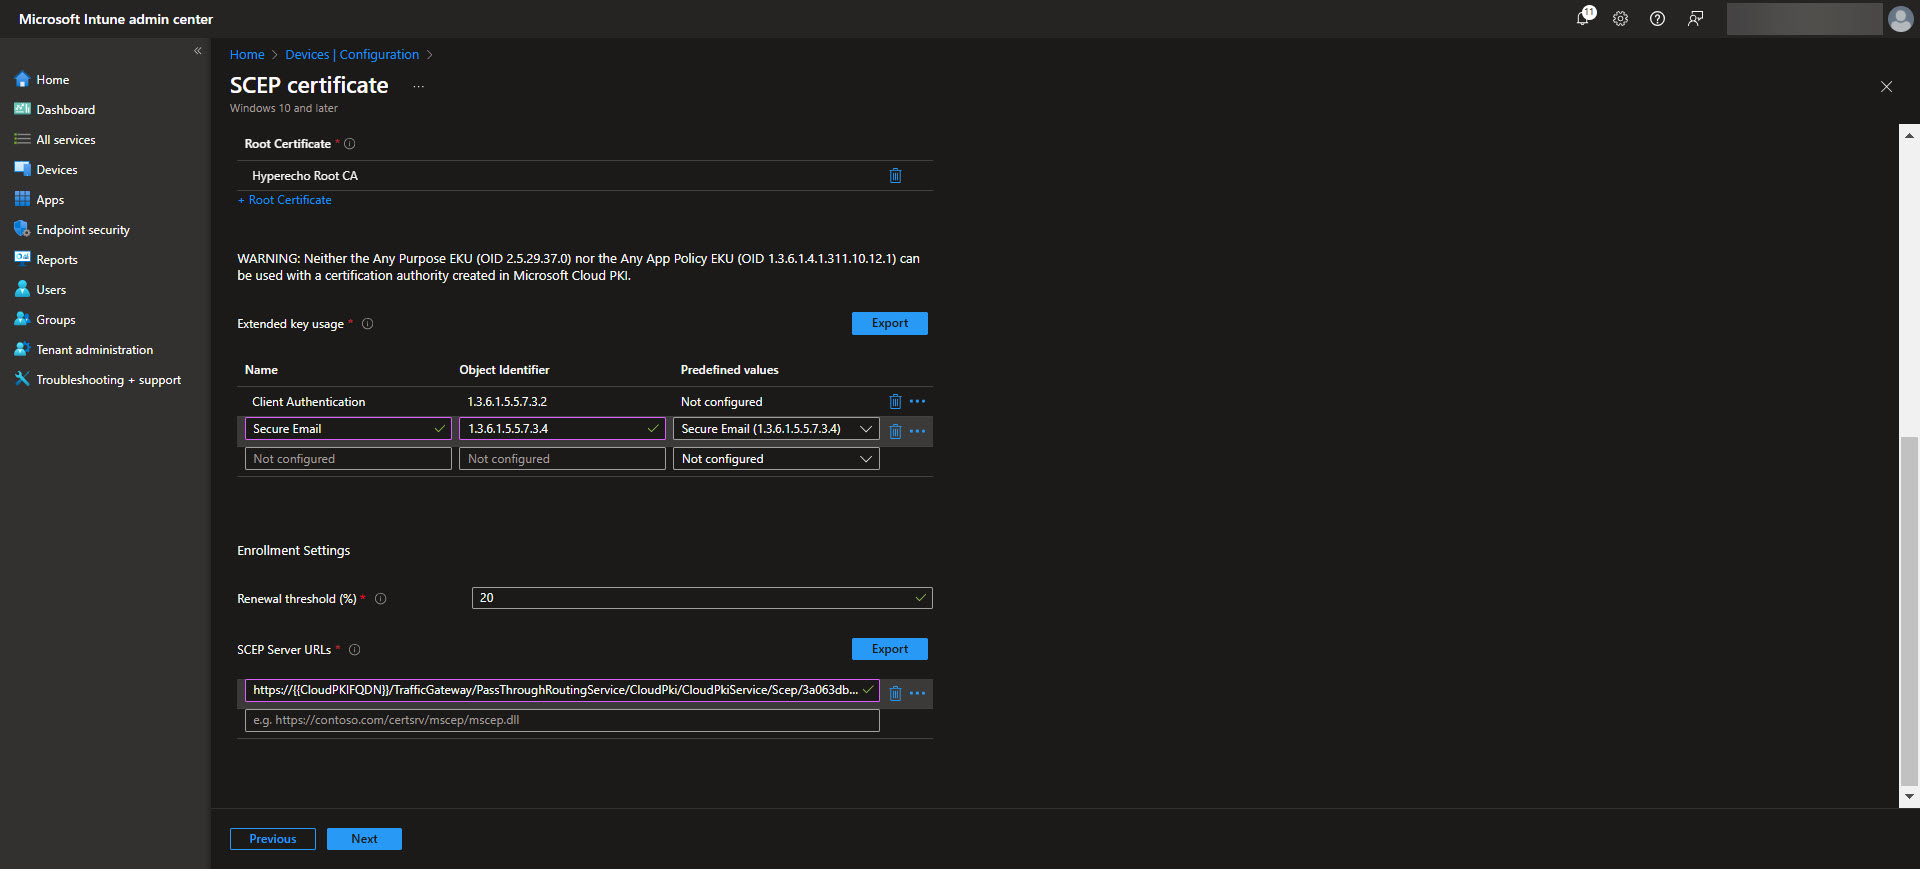 Microsoft Intune admin center
11
«
Home
Dashboard
All services
Devices
Apps
Endpoint security
Reports
Users
Groups
Tenant administration
Troubleshooting + support
Home > Devices | Configuration >
SCEP certificate ...
Windows 10 and later
Root Certificate *
Hyperecho Root CA
+ Root Certificate
WARNING: Neither the Any Purpose EKU (OID 2.5.29.37.0) nor the Any App Policy EKU (OID 1.3.6.1.4.1.311.10.12.1) can
be used with a certification authority created in Microsoft Cloud PKI.
Extended key usage * Export
Name Object Identifier Predefined values
Client Authentication 1.3.6.1.5.5.7.3.2 Not configured
Secure Email 1.3.6.1.5.5.7.3.4 Secure Email (1.3.6.1.5.5.7.3.4)
Not configured Not configured Not configured
Enrollment Settings
Renewal threshold (%) * 20
SCEP Server URLs * Export
https://{{CloudPKIFQDN}}/TrafficGateway/PassThroughRoutingService/CloudPki/CloudPkiService/Scep/3a063db...
e.g. https://contoso.com/certsrv/mscep/mscep.dll
Previous Next